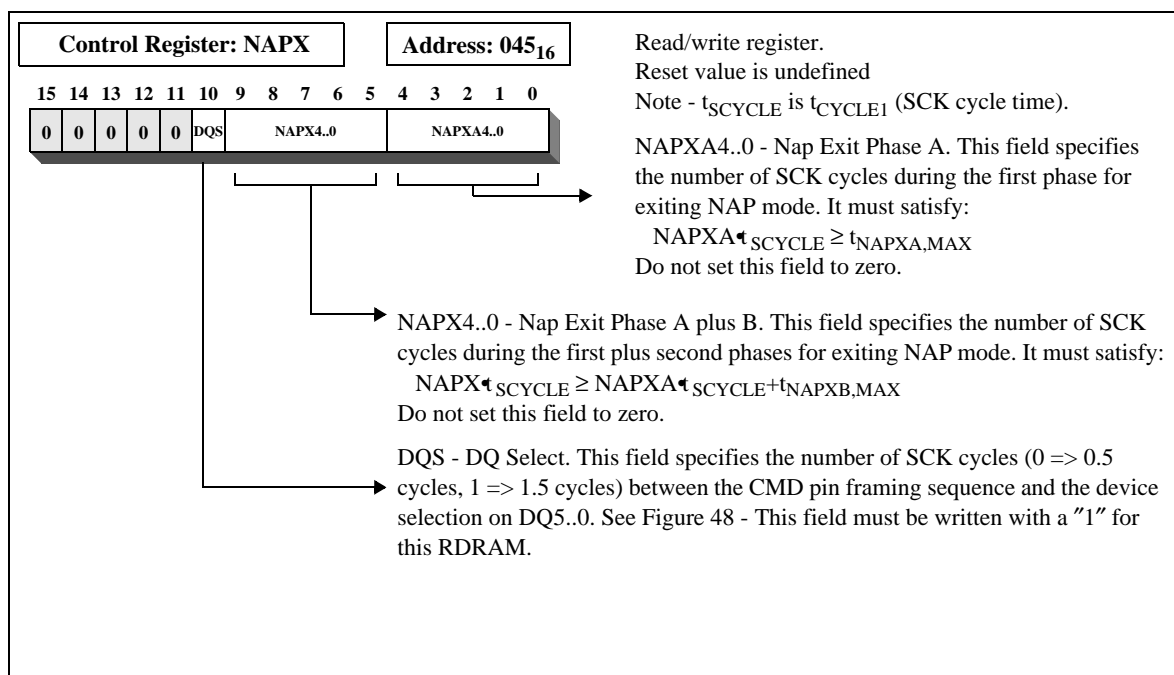 Control Register: NAPX
Address: 045₁₆
15 14 13 12 11 10 9 8 7 6 5 4 3 2 1 0
0 0 0 0 0 DQS NAPX4..0 NAPXA4..0
Read/write register.
Reset value is undefined
Note - tSCYCLE is tCYCLE1 (SCK cycle time).
NAPXA4..0 - Nap Exit Phase A. This field specifies
the number of SCK cycles during the first phase for
exiting NAP mode. It must satisfy:
NAPXA•tSCYCLE ≥ tNAPXA,MAX
Do not set this field to zero.
NAPX4..0 - Nap Exit Phase A plus B. This field specifies the number of SCK
cycles during the first plus second phases for exiting NAP mode. It must satisfy:
NAPX•tSCYCLE ≥ NAPXA•tSCYCLE+tNAPXB,MAX
Do not set this field to zero.
DQS - DQ Select. This field specifies the number of SCK cycles (0 => 0.5
cycles, 1 => 1.5 cycles) between the CMD pin framing sequence and the device
selection on DQ5..0. See Figure 48 - This field must be written with a ″1″ for
this RDRAM.